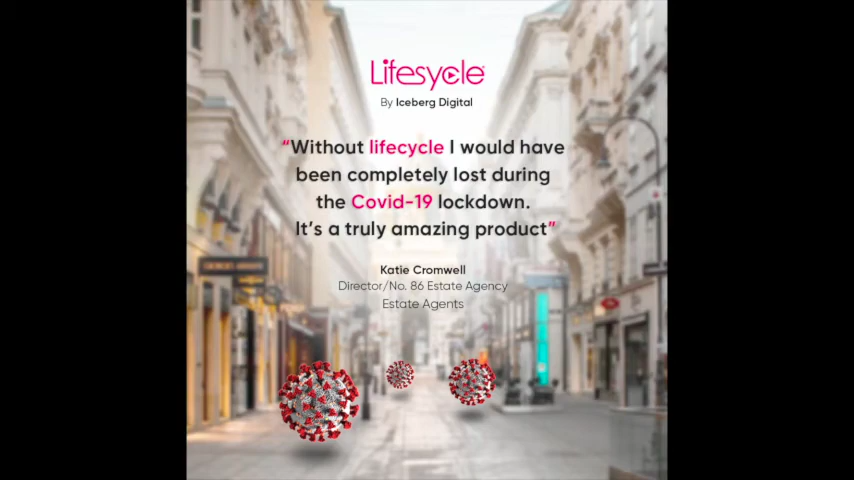 Lifesycle
By Iceberg Digital
“Without lifecycle I would have
been completely lost during
the Covid-19 lockdown.
It’s a truly amazing product”
Katie Cromwell
Director/No. 86 Estate Agency
Estate Agents